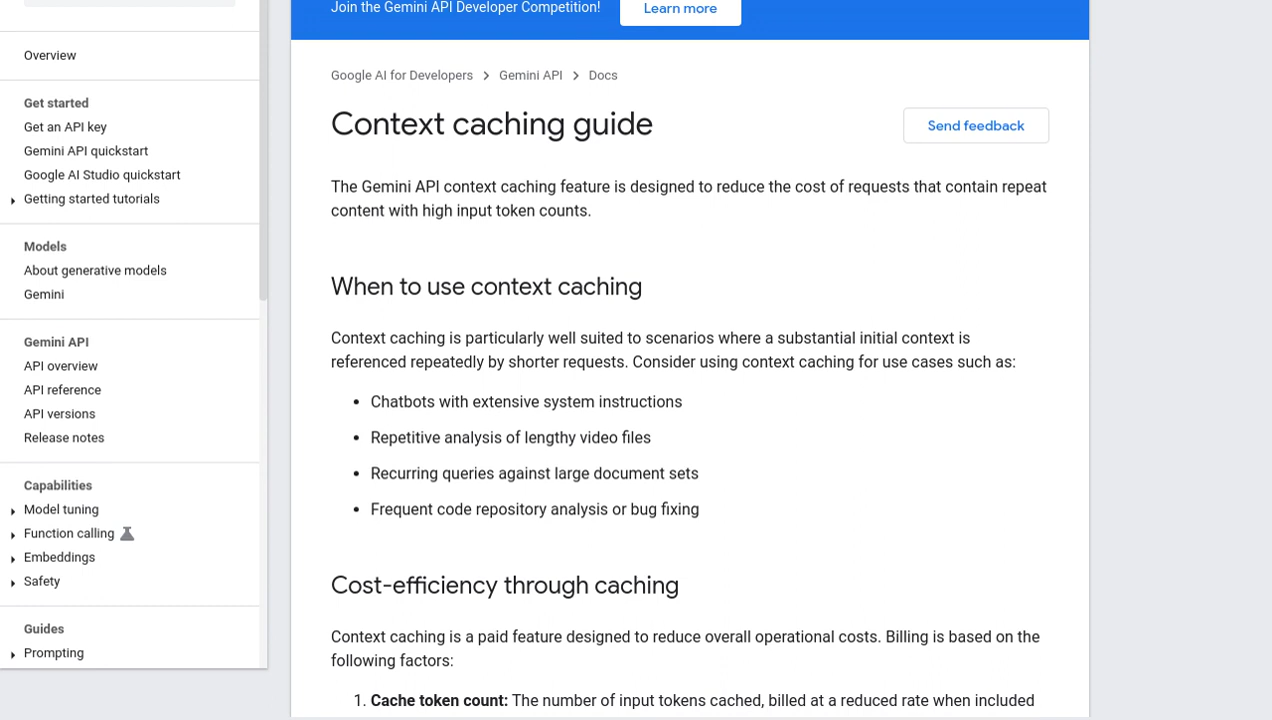 Join the Gemini API Developer Competition!
Learn more
Overview
Get started
Get an API key
Gemini API quickstart
Google AI Studio quickstart
Getting started tutorials
Models
About generative models
Gemini
Gemini API
API overview
API reference
API versions
Release notes
Capabilities
Model tuning
Function calling
Embeddings
Safety
Guides
Prompting
Google AI for Developers > Gemini API > Docs
Context caching guide
Send feedback
The Gemini API context caching feature is designed to reduce the cost of requests that contain repeat
content with high input token counts.
When to use context caching
Context caching is particularly well suited to scenarios where a substantial initial context is
referenced repeatedly by shorter requests. Consider using context caching for use cases such as:
• Chatbots with extensive system instructions
• Repetitive analysis of lengthy video files
• Recurring queries against large document sets
• Frequent code repository analysis or bug fixing
Cost-efficiency through caching
Context caching is a paid feature designed to reduce overall operational costs. Billing is based on the
following factors:
1. Cache token count: The number of input tokens cached, billed at a reduced rate when included